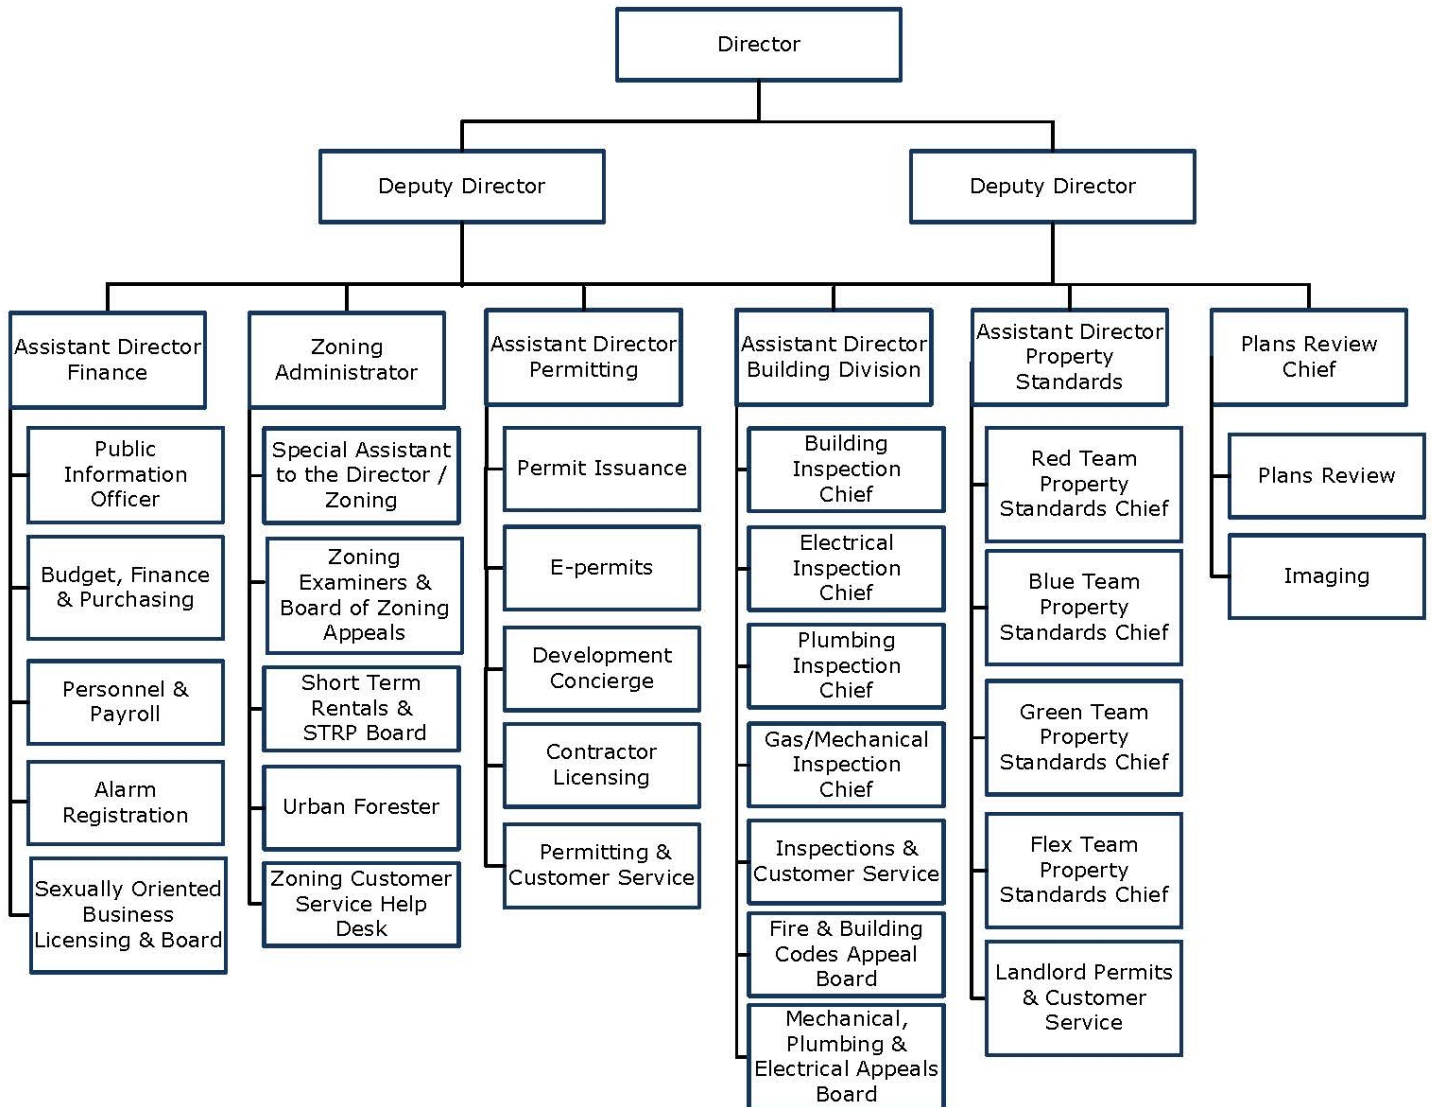 Director
Deputy Director
Deputy Director
Assistant Director
Finance
Public
Information
Officer
Budget, Finance
& Purchasing
Personnel &
Payroll
Alarm
Registration
Sexually Oriented
Business
Licensing & Board
Zoning
Administrator
Special Assistant
to the Director /
Zoning
Zoning
Examiners &
Board of Zoning
Appeals
Short Term
Rentals &
STRP Board
Urban Forester
Zoning Customer
Service Help
Desk
Assistant Director
Permitting
Permit Issuance
E-permits
Development
Concierge
Contractor
Licensing
Permitting &
Customer Service
Assistant Director
Building Division
Building
Inspection
Chief
Electrical
Inspection
Chief
Plumbing
Inspection
Chief
Gas/Mechanical
Inspection
Chief
Inspections &
Customer Service
Fire & Building
Codes Appeal
Board
Mechanical,
Plumbing &
Electrical Appeals
Board
Assistant Director
Property
Standards
Red Team
Property
Standards Chief
Blue Team
Property
Standards Chief
Green Team
Property
Standards Chief
Flex Team
Property
Standards Chief
Landlord Permits
& Customer
Service
Plans Review
Chief
Plans Review
Imaging